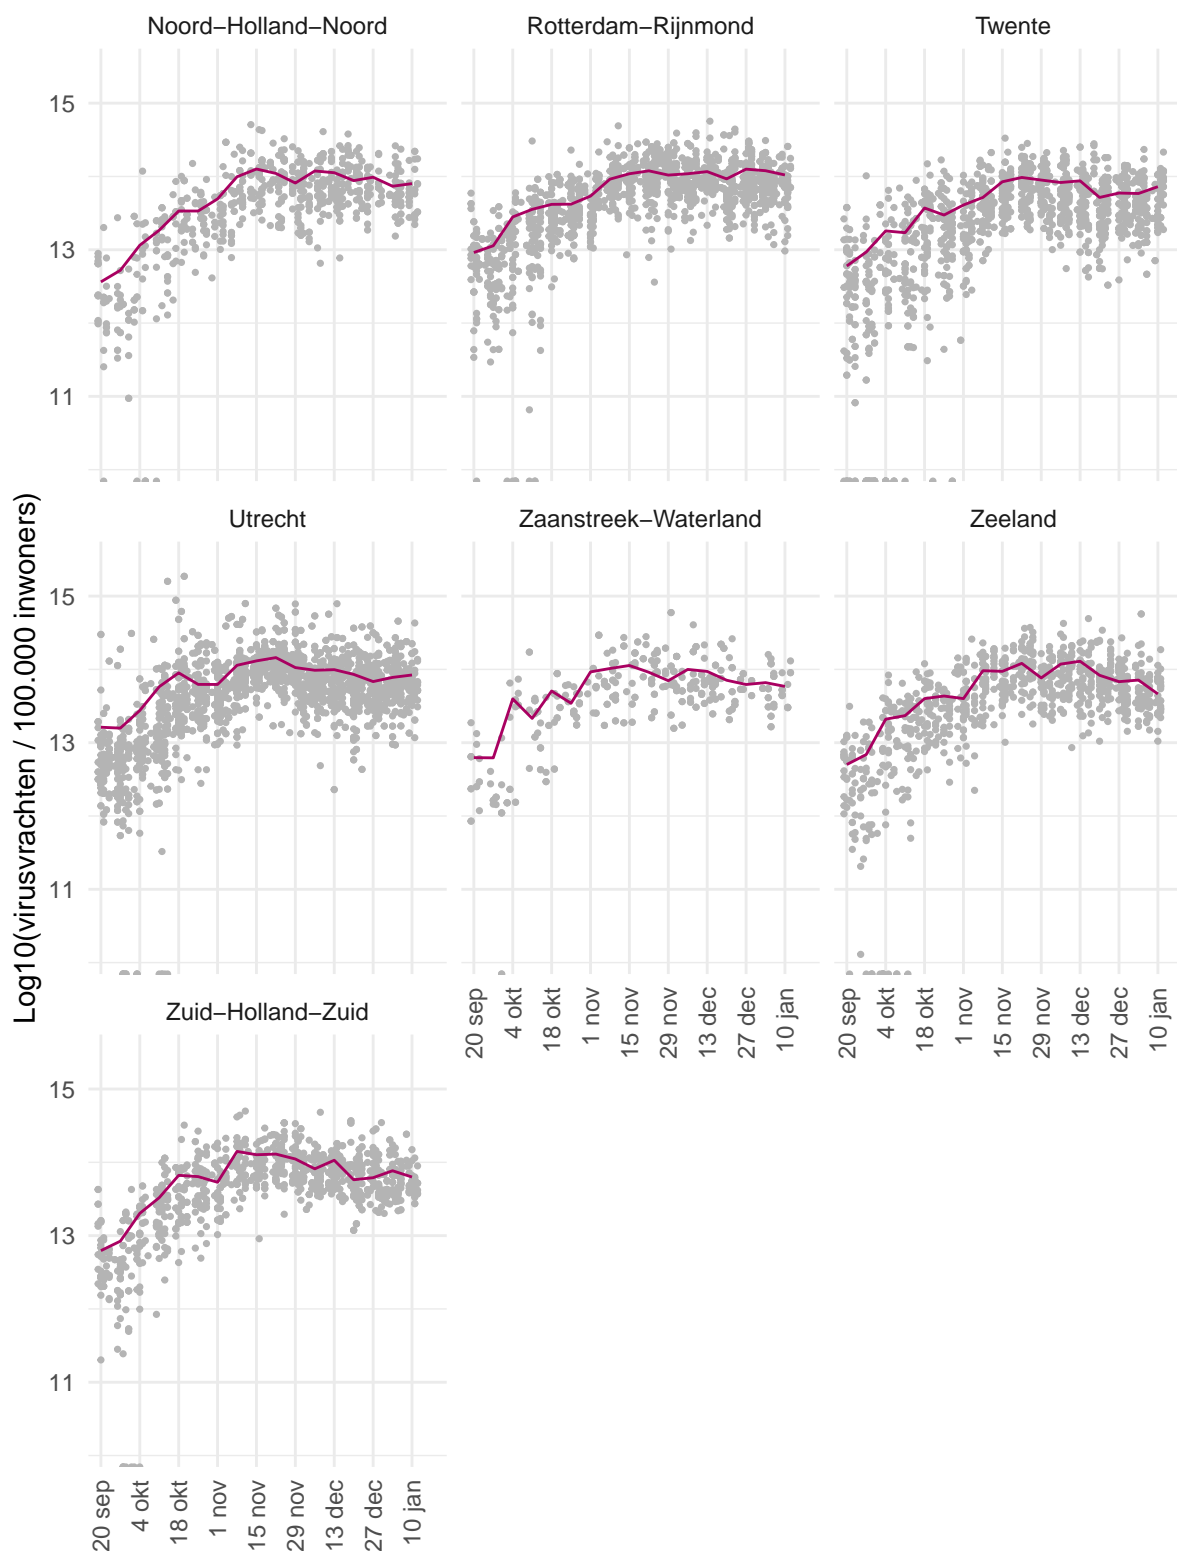 Noord−Holland−Noord
Rotterdam−Rijnmond
Twente
15
13
11
Utrecht
Zaanstreek−Waterland
Zeeland
15
13
11
Log10(virusvrachten / 100.000 inwoners)
20 sep
4 okt
18 okt
1 nov
15 nov
29 nov
13 dec
27 dec
10 jan
20 sep
4 okt
18 okt
1 nov
15 nov
29 nov
13 dec
27 dec
10 jan
Zuid−Holland−Zuid
15
13
11
20 sep
4 okt
18 okt
1 nov
15 nov
29 nov
13 dec
27 dec
10 jan